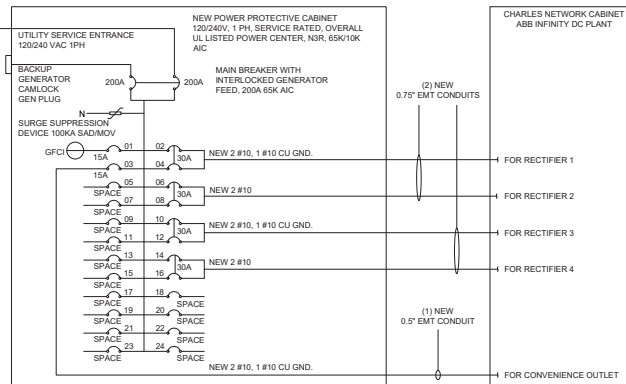 NEW POWER PROTECTIVE CABINET
120/240V, 1 PH, SERVICE RATED, OVERALL
UL LISTED POWER CENTER, N3R, 65K/10K
AIC
CHARLES NETWORK CABINET
ABB INFINITY DC PLANT
UTILITY SERVICE ENTRANCE
120/240 VAC 1PH
BACKUP
GENERATOR
CAMLOCK
GEN PLUG
200A
200A
MAIN BREAKER WITH
INTERLOCKED GENERATOR
FEED, 200A 65K AIC
(2) NEW
0.75" EMT CONDUITS
N
SURGE SUPPRESSION
DEVICE 100KA SAD/MOV
GFCI
01 02
15A 30A
NEW 2 #10, 1 #10 CU GND.
FOR RECTIFIER 1
03 04
15A
05 06
SPACE 30A
NEW 2 #10
FOR RECTIFIER 2
07 08
SPACE
09 10
SPACE 30A
NEW 2 #10, 1 #10 CU GND.
FOR RECTIFIER 3
11 12
SPACE
13 14
SPACE 30A
NEW 2 #10
FOR RECTIFIER 4
15 16
SPACE
17 18 SPACE
SPACE
19 20 SPACE
SPACE
21 22 SPACE
SPACE
23 24 SPACE
SPACE
(1) NEW
0.5" EMT CONDUIT
NEW 2 #10, 1 #10 CU GND.
FOR CONVENIENCE OUTLET